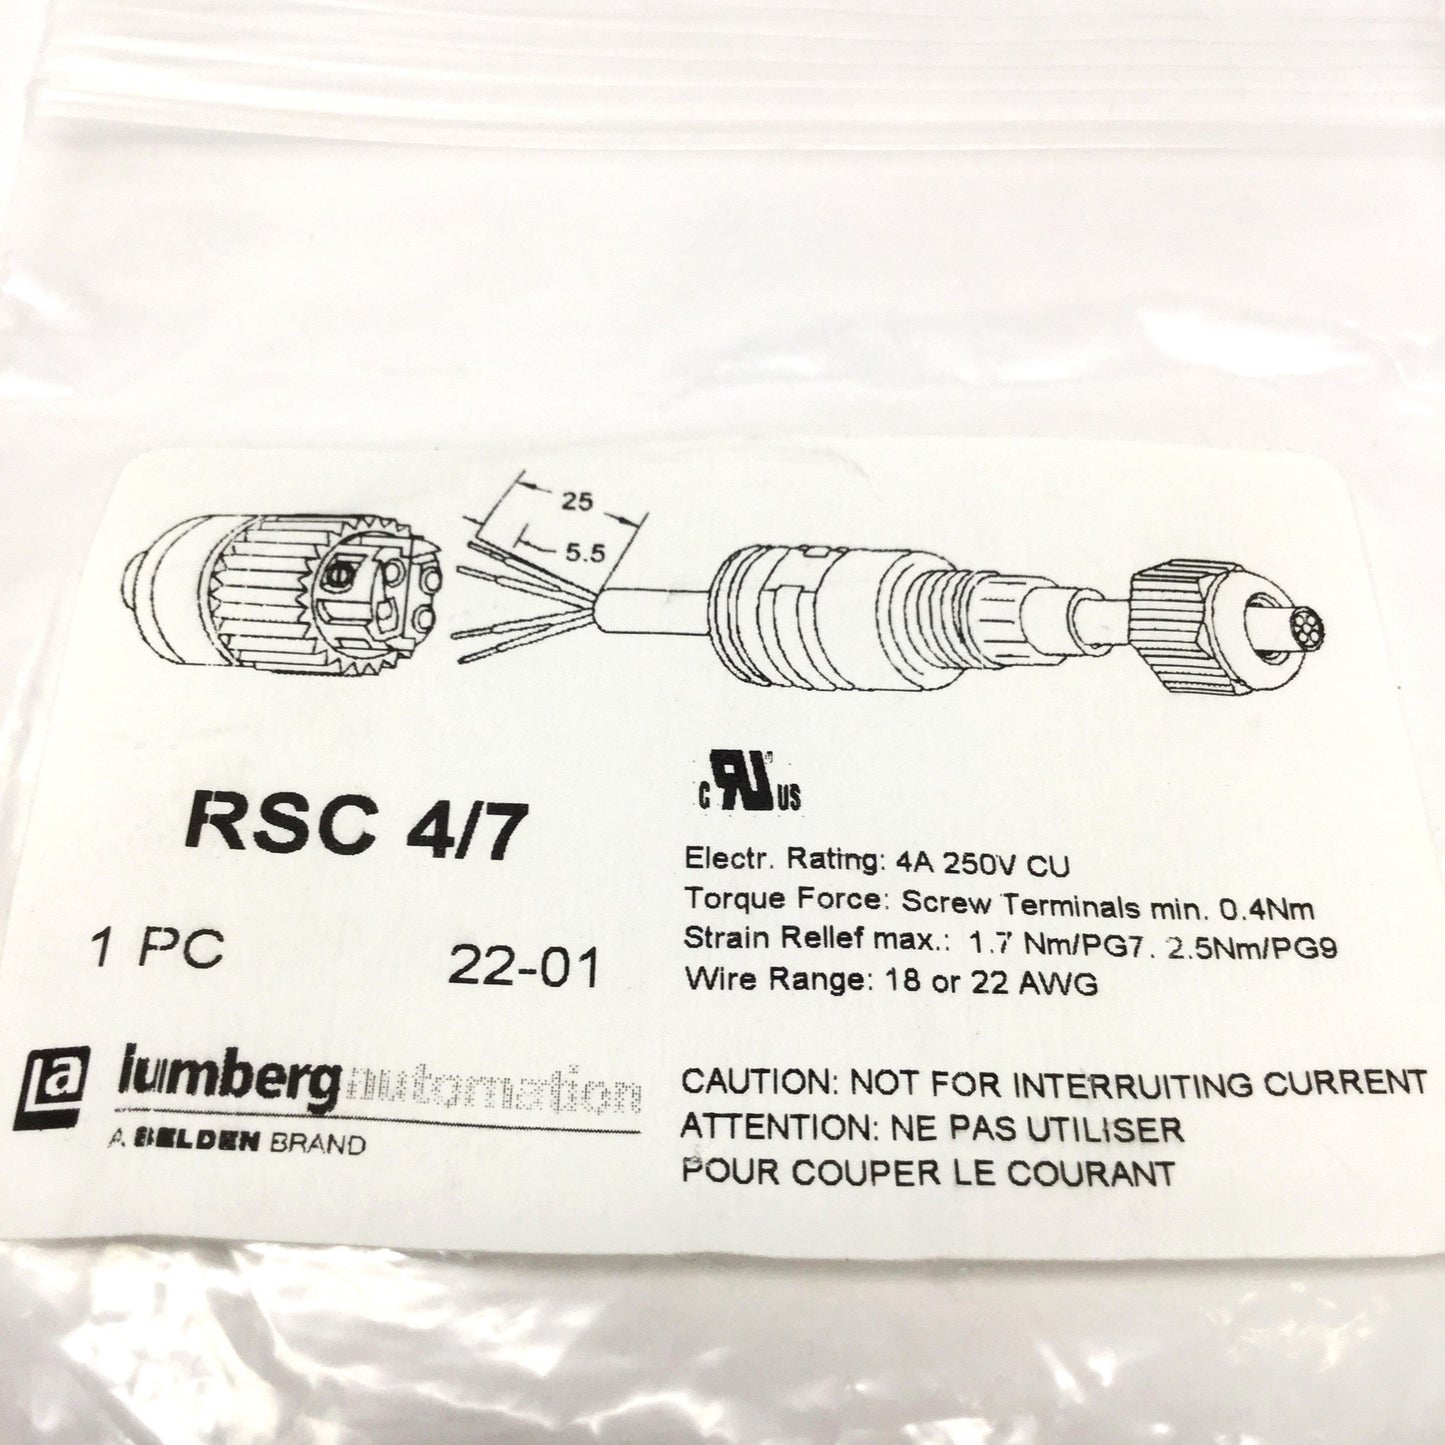 25
5.5
RSC 4/7
1 PC 22-01
a lumberg automation
A BELDEN BRAND
c RU US
Electr. Rating: 4A 250V CU
Torque Force: Screw Terminals min. 0.4Nm
Strain Relief max.: 1.7 Nm/PG7. 2.5Nm/PG9
Wire Range: 18 or 22 AWG
CAUTION: NOT FOR INTERRUITING CURRENT
ATTENTION: NE PAS UTILISER
POUR COUPER LE COURANT